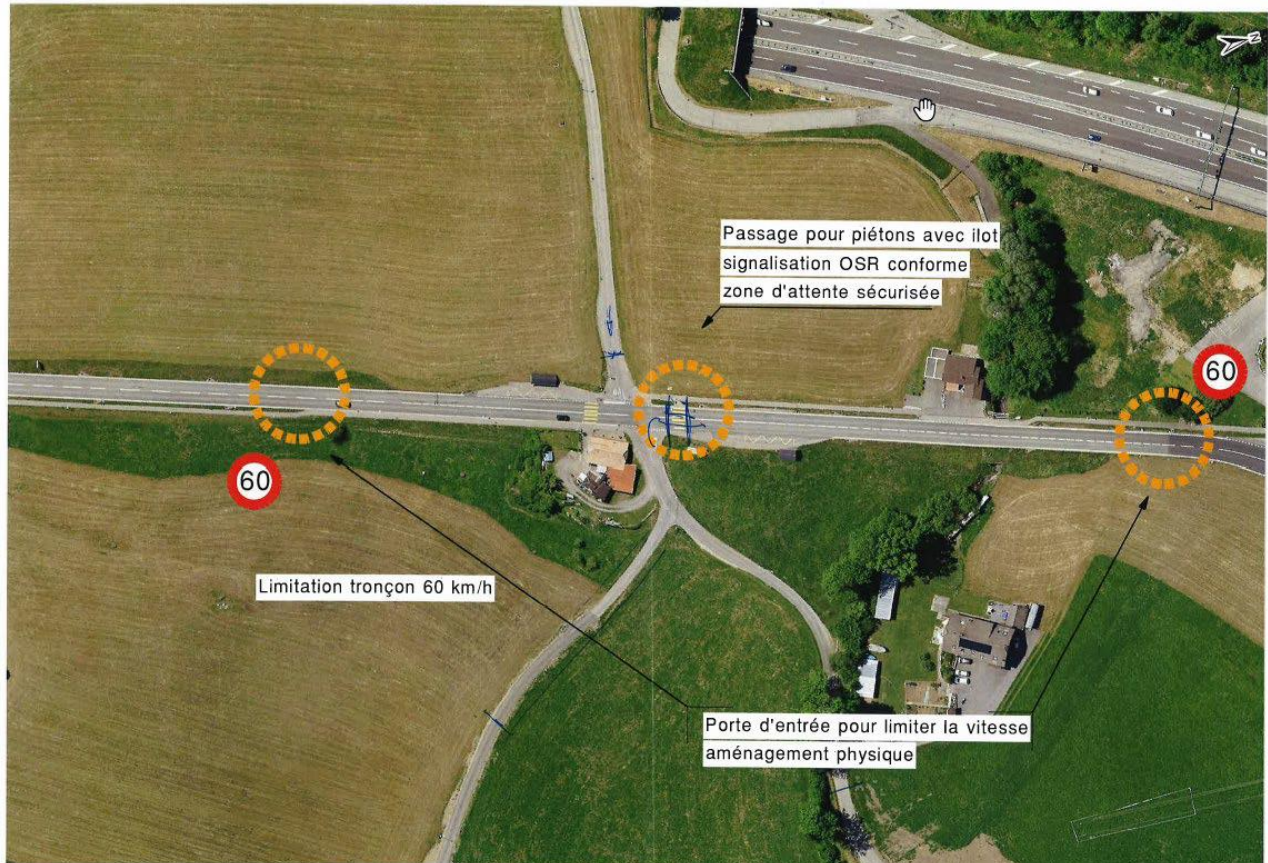 Passage pour piétons avec ilot
signalisation OSR conforme
zone d'attente sécurisée
60
60
Limitation tronçon 60 km/h
Porte d'entrée pour limiter la vitesse
aménagement physique